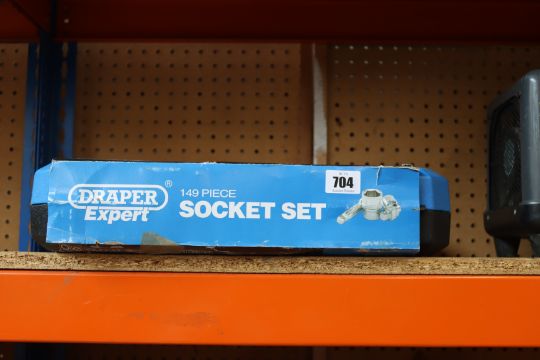 DRAPER®
Expert
149 PIECE
SOCKET SET
704